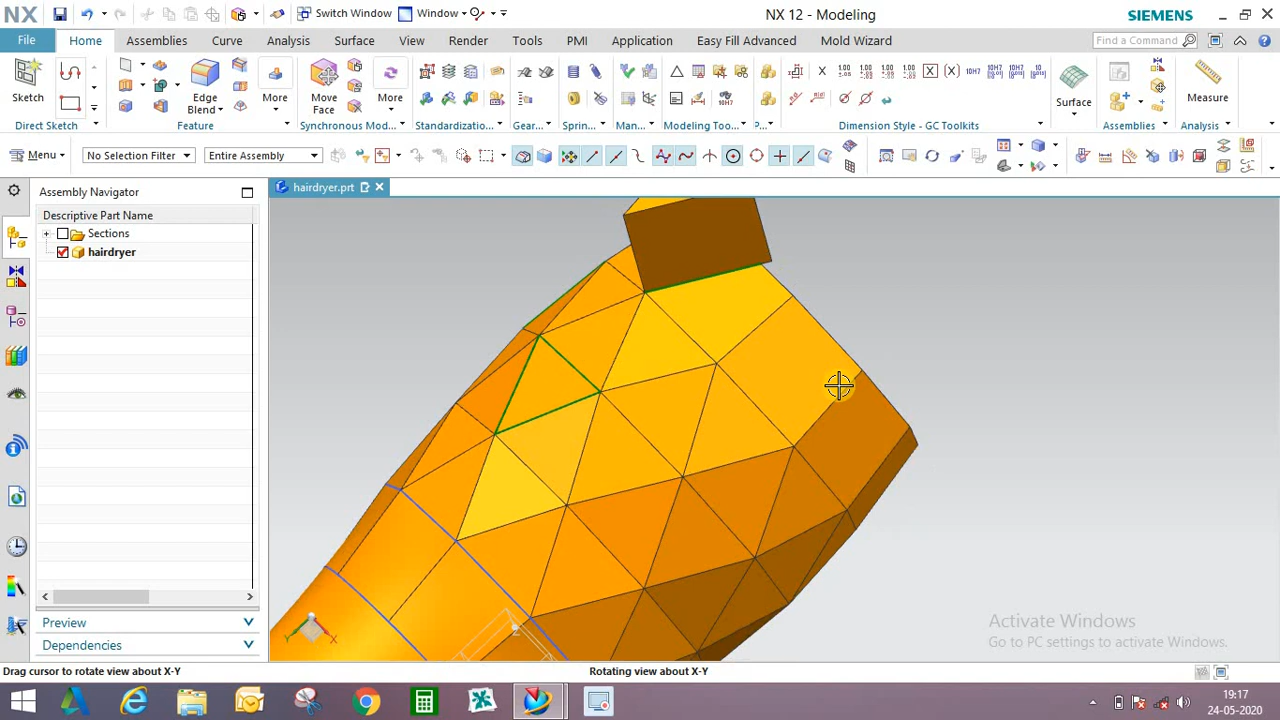 NX
Switch Window
Window
NX 12 - Modeling
SIEMENS
File
Home
Assemblies
Curve
Analysis
Surface
View
Render
Tools
PMI
Application
Easy Fill Advanced
Mold Wizard
Find a Command
Sketch
Edge
Blend
More
Move
Face
More
Surface
Measure
Direct Sketch
Feature
Synchronous Mod...
Standardization...
Gear...
Sprin...
Man...
Modeling Too...
P...
Dimension Style - GC Toolkits
Assemblies
Analysis
Menu
No Selection Filter
Entire Assembly
Assembly Navigator
hairdryer.prt
Descriptive Part Name
Sections
hairdryer
Preview
Dependencies
Z
Y
X
Activate Windows
Go to PC settings to activate Windows.
Drag cursor to rotate view about X-Y
Rotating view about X-Y
19:17
24-05-2020